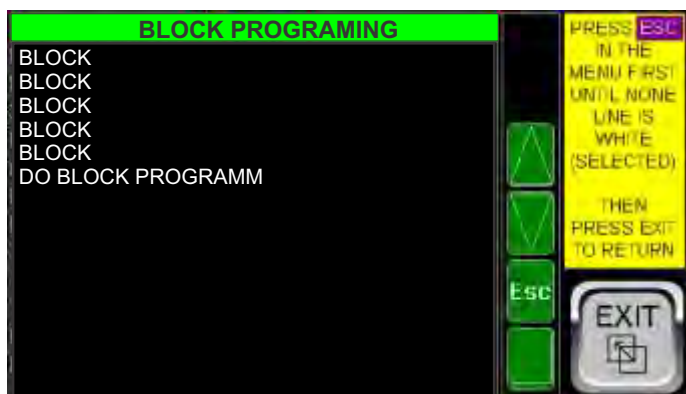 BLOCK PROGRAMING
BLOCK
BLOCK
BLOCK
BLOCK
BLOCK
DO BLOCK PROGRAMM
PRESS ESC
IN THE
MENU FIRST
UNTIL NONE
LINE IS
WHITE
(SELECTED)
THEN
PRESS EXIT
TO RETURN
Esc
EXIT